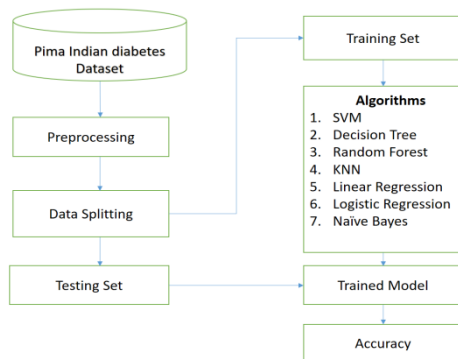 Pima Indian diabetes
Dataset
Preprocessing
Data Splitting
Testing Set
Training Set
Algorithms
1. SVM
2. Decision Tree
3. Random Forest
4. KNN
5. Linear Regression
6. Logistic Regression
7. Naïve Bayes
Trained Model
Accuracy